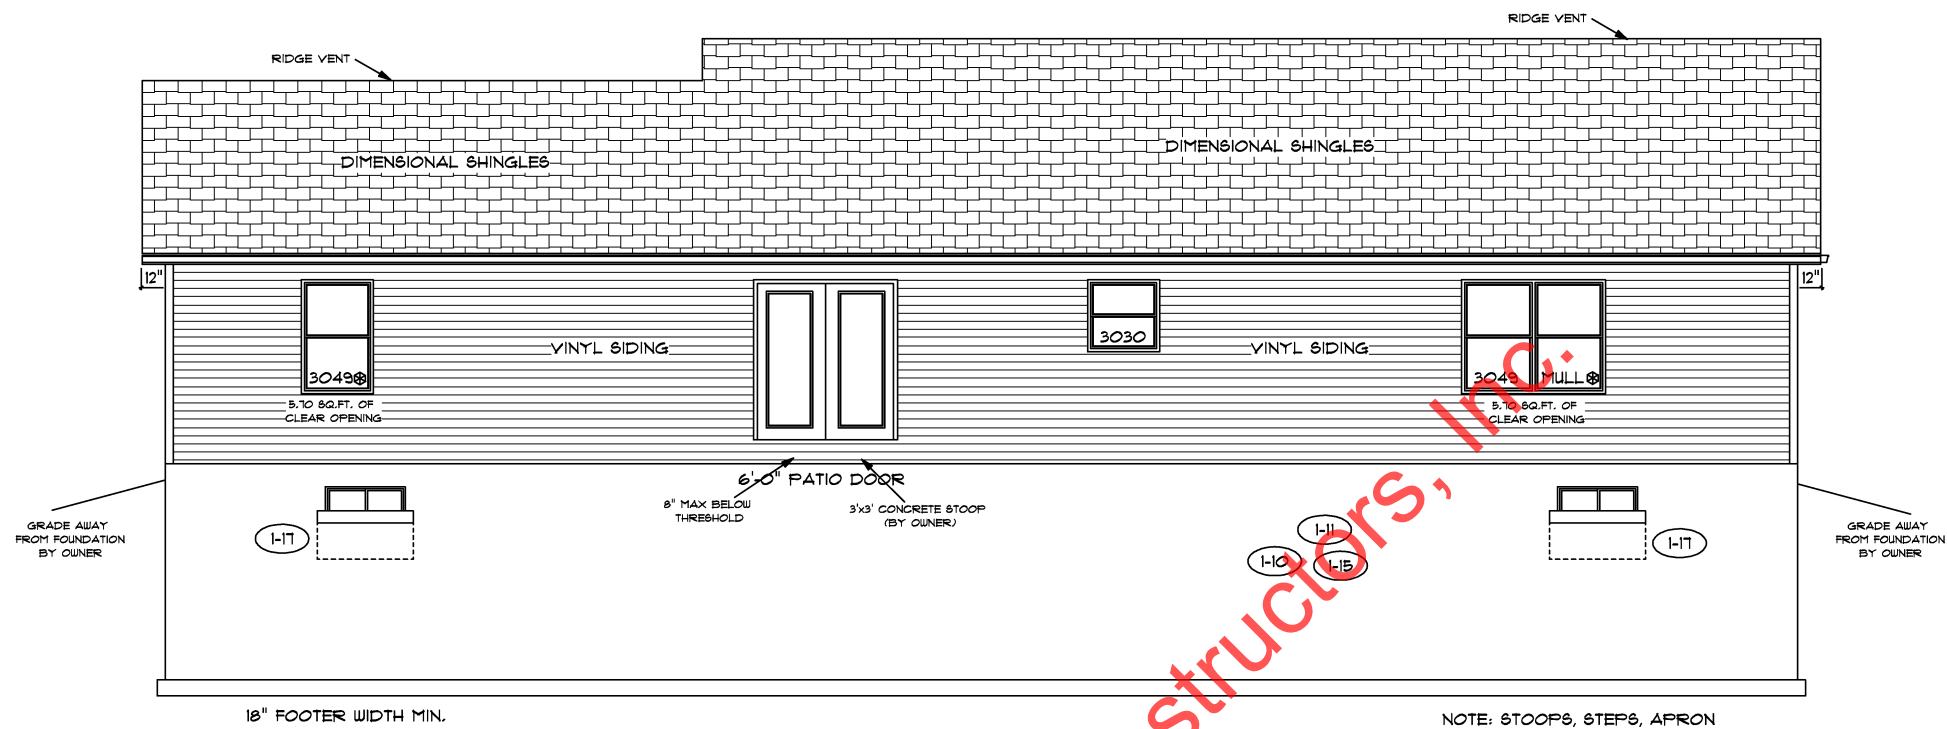 RIDGE VENT
RIDGE VENT
DIMENSIONAL SHINGLES
DIMENSIONAL SHINGLES
12"
12"
3030
VINYL SIDING
VINYL SIDING
3049
3049
MULL
5.70 SQ.FT. OF
CLEAR OPENING
5.70 SQ.FT. OF
CLEAR OPENING
6'-0" PATIO DOOR
8" MAX BELOW
THRESHOLD
3'x3' CONCRETE STOOP
(BY OWNER)
GRADE AWAY
FROM FOUNDATION
BY OWNER
1-17
1-11
1-10
1-15
1-17
GRADE AWAY
FROM FOUNDATION
BY OWNER
structors, Inc.
18" FOOTER WIDTH MIN.
NOTE: STOOPS, STEPS, APRON